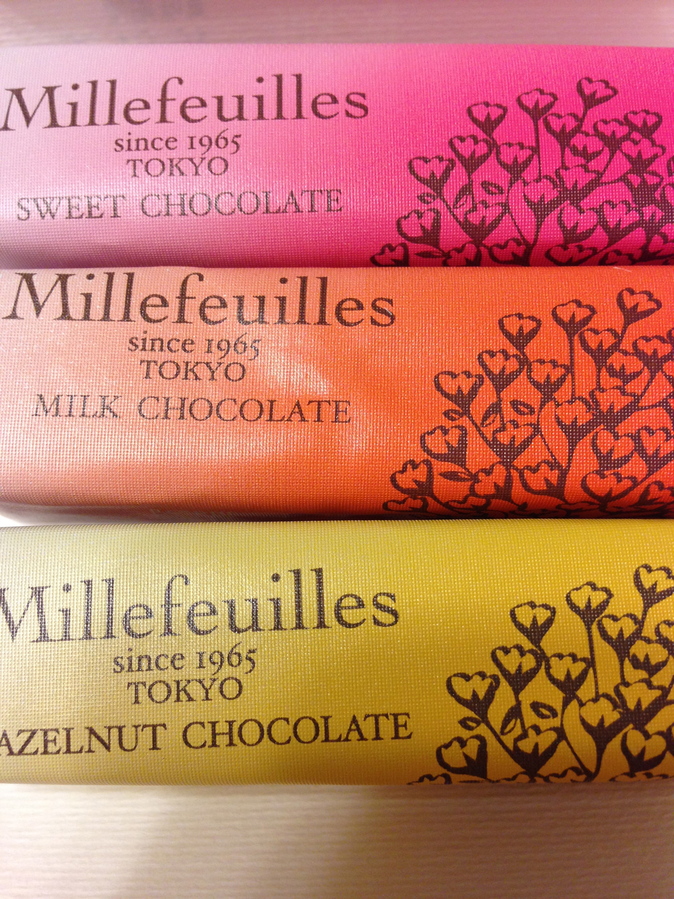 Millefeuilles
since 1965
TOKYO
SWEET CHOCOLATE
Millefeuilles
since 1965
TOKYO
MILK CHOCOLATE
Millefeuilles
since 1965
TOKYO
AZELNUT CHOCOLATE